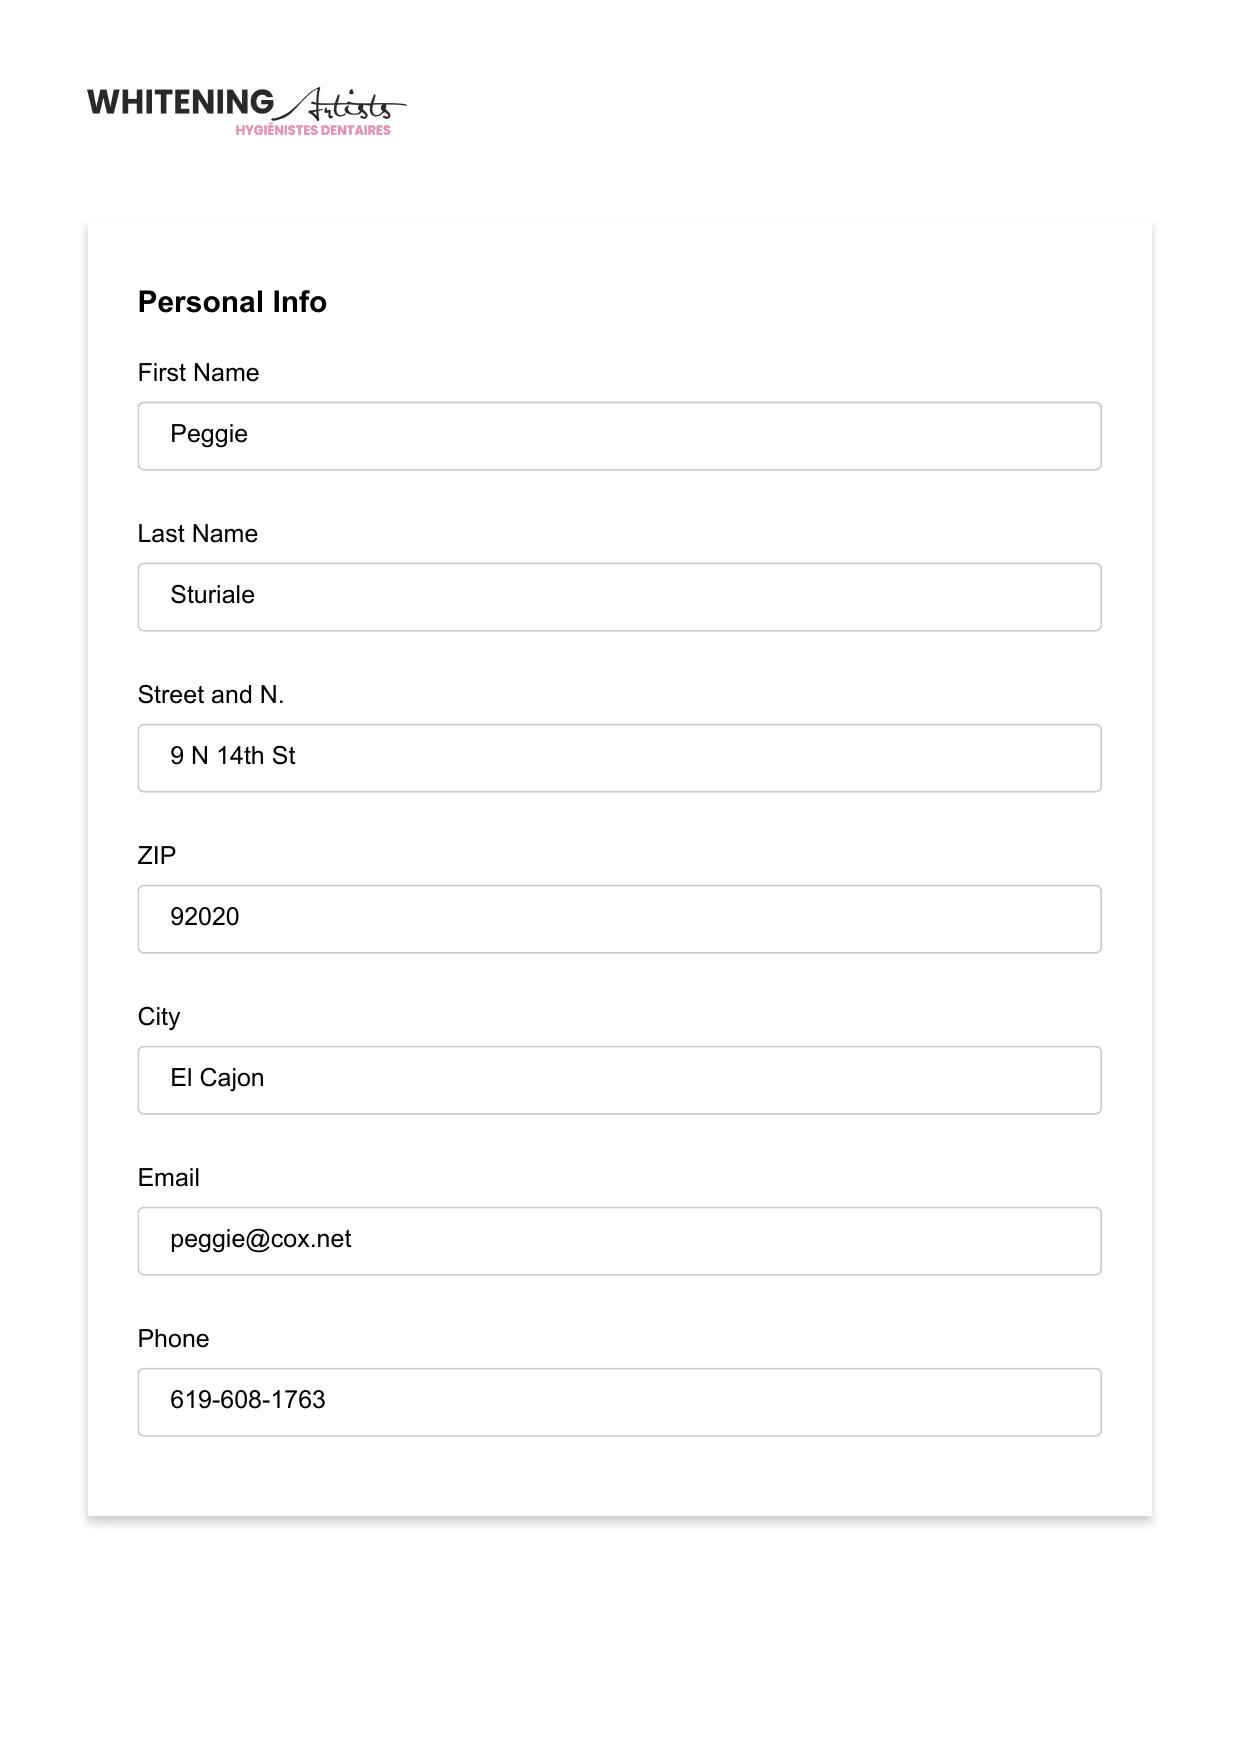 WHITENING Artists
HYGIÉNISTES DENTAIRES
Personal Info
First Name
Peggie
Last Name
Sturiale
Street and N.
9 N 14th St
ZIP
92020
City
El Cajon
Email
peggie@cox.net
Phone
619-608-1763